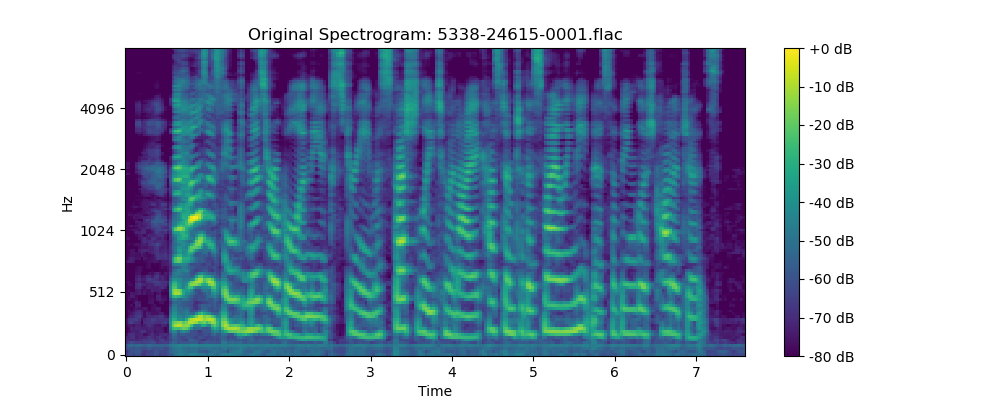 Original Spectrogram: 5338-24615-0001.flac
Hz
4096
2048
1024
512
0
0 1 2 3 4 5 6 7
Time
+0 dB
-10 dB
-20 dB
-30 dB
-40 dB
-50 dB
-60 dB
-70 dB
-80 dB